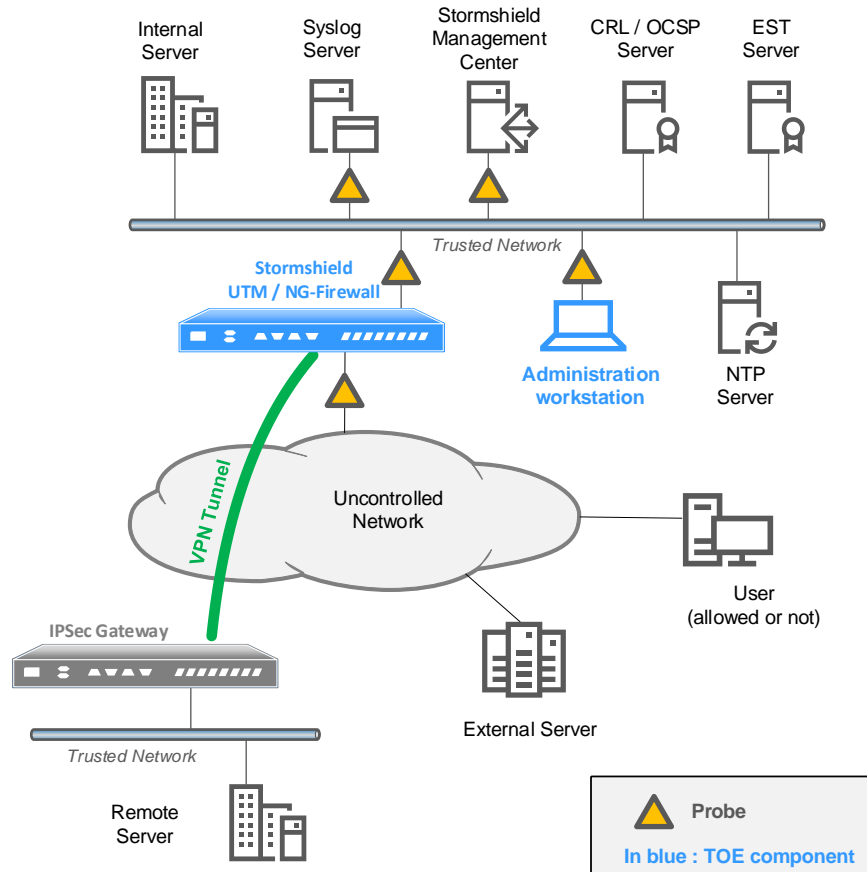 Internal
Server
Syslog
Server
Stormshield
Management
Center
CRL / OCSP
Server
EST
Server
Trusted Network
Stormshield
UTM / NG-Firewall
Administration
workstation
NTP
Server
VPN Tunnel
Uncontrolled
Network
User
(allowed or not)
IPSec Gateway
External Server
Trusted Network
Remote
Server
Probe
In blue : TOE component